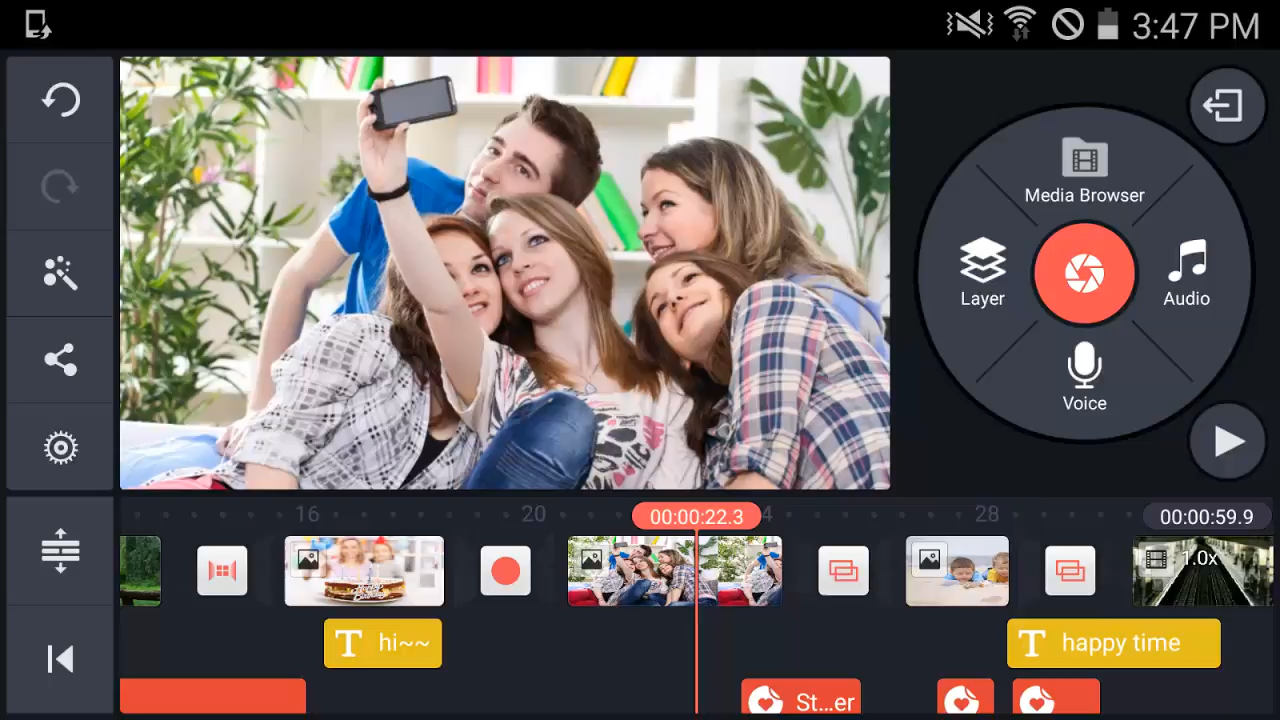 3:47 PM
Media Browser
Layer
Audio
Voice
16
20
00:00:22.3
4
28
00:00:59.9
1.0x
T hi~~
T happy time
St...er